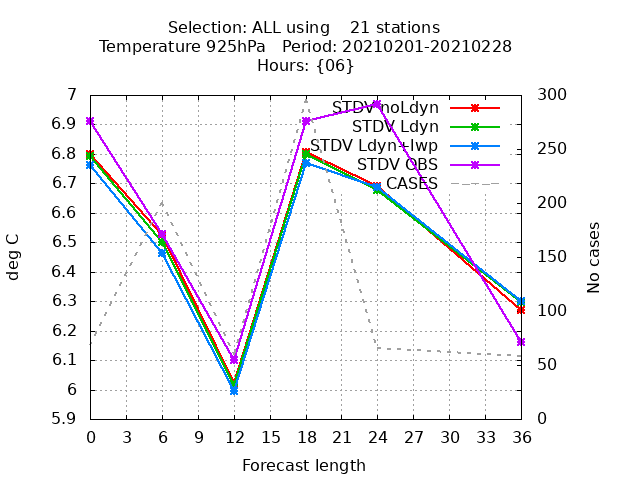 Selection: ALL using    21 stations
Temperature 925hPa   Period: 20210201-20210228
Hours: {06}
STDV noLdyn
STDV Ldyn
STDV Ldyn+lwp
STDV OBS
CASES
7
6.9
6.8
6.7
6.6
6.5
6.4
6.3
6.2
6.1
6
5.9
deg C
300
250
200
150
100
50
0
No cases
0 3 6 9 12 15 18 21 24 27 30 33 36
Forecast length